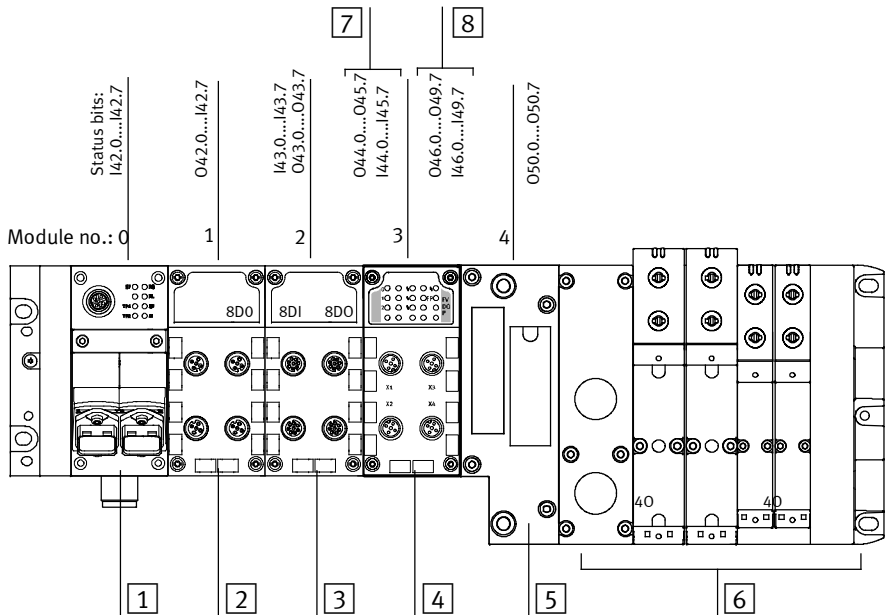 7 8
Status bits:
I42.0....I42.7
O42.0....I42.7
I43.0....I43.7
O43.0....O43.7
O44.0....O45.7
I44.0....I45.7
O46.0....O49.7
I46.0....I49.7
O50.0....O50.7
Module no.: 0 1 2 3 4
8DO 8DI 8DO
X1 X3
X2 X4
4O 4O
1 2 3 4 5 6